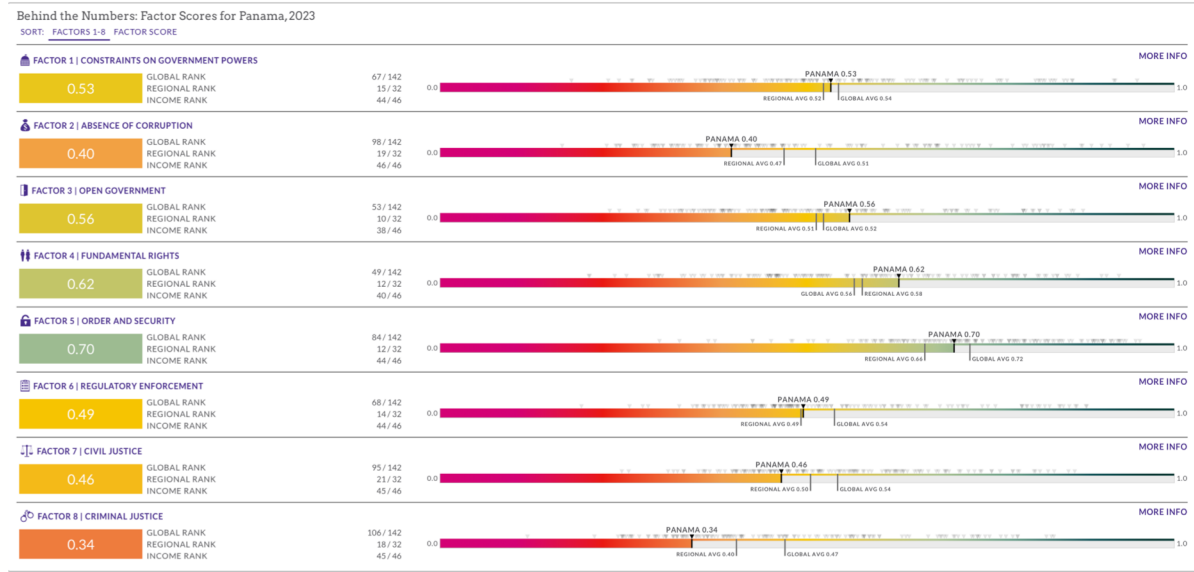 Behind the Numbers: Factor Scores for Panama, 2023
SORT: FACTORS 1-8 FACTOR SCORE
FACTOR 1 | CONSTRAINTS ON GOVERNMENT POWERS
MORE INFO
0.53
GLOBAL RANK 67 / 142
REGIONAL RANK 15 / 32
INCOME RANK 44 / 46
PANAMA 0.53
0.0
1.0
REGIONAL AVG 0.52
GLOBAL AVG 0.54
FACTOR 2 | ABSENCE OF CORRUPTION
MORE INFO
0.40
GLOBAL RANK 98 / 142
REGIONAL RANK 19 / 32
INCOME RANK 46 / 46
PANAMA 0.40
0.0
1.0
REGIONAL AVG 0.47
GLOBAL AVG 0.51
FACTOR 3 | OPEN GOVERNMENT
MORE INFO
0.56
GLOBAL RANK 53 / 142
REGIONAL RANK 10 / 32
INCOME RANK 38 / 46
PANAMA 0.56
0.0
1.0
REGIONAL AVG 0.51
GLOBAL AVG 0.52
FACTOR 4 | FUNDAMENTAL RIGHTS
MORE INFO
0.62
GLOBAL RANK 49 / 142
REGIONAL RANK 12 / 32
INCOME RANK 40 / 46
PANAMA 0.62
0.0
1.0
GLOBAL AVG 0.56
REGIONAL AVG 0.58
FACTOR 5 | ORDER AND SECURITY
MORE INFO
0.70
GLOBAL RANK 84 / 142
REGIONAL RANK 12 / 32
INCOME RANK 44 / 46
PANAMA 0.70
0.0
1.0
REGIONAL AVG 0.66
GLOBAL AVG 0.72
FACTOR 6 | REGULATORY ENFORCEMENT
MORE INFO
0.49
GLOBAL RANK 68 / 142
REGIONAL RANK 14 / 32
INCOME RANK 44 / 46
PANAMA 0.49
0.0
1.0
REGIONAL AVG 0.49
GLOBAL AVG 0.54
FACTOR 7 | CIVIL JUSTICE
MORE INFO
0.46
GLOBAL RANK 95 / 142
REGIONAL RANK 21 / 32
INCOME RANK 45 / 46
PANAMA 0.46
0.0
1.0
REGIONAL AVG 0.50
GLOBAL AVG 0.54
FACTOR 8 | CRIMINAL JUSTICE
MORE INFO
0.34
GLOBAL RANK 106 / 142
REGIONAL RANK 18 / 32
INCOME RANK 45 / 46
PANAMA 0.34
0.0
1.0
REGIONAL AVG 0.40
GLOBAL AVG 0.47